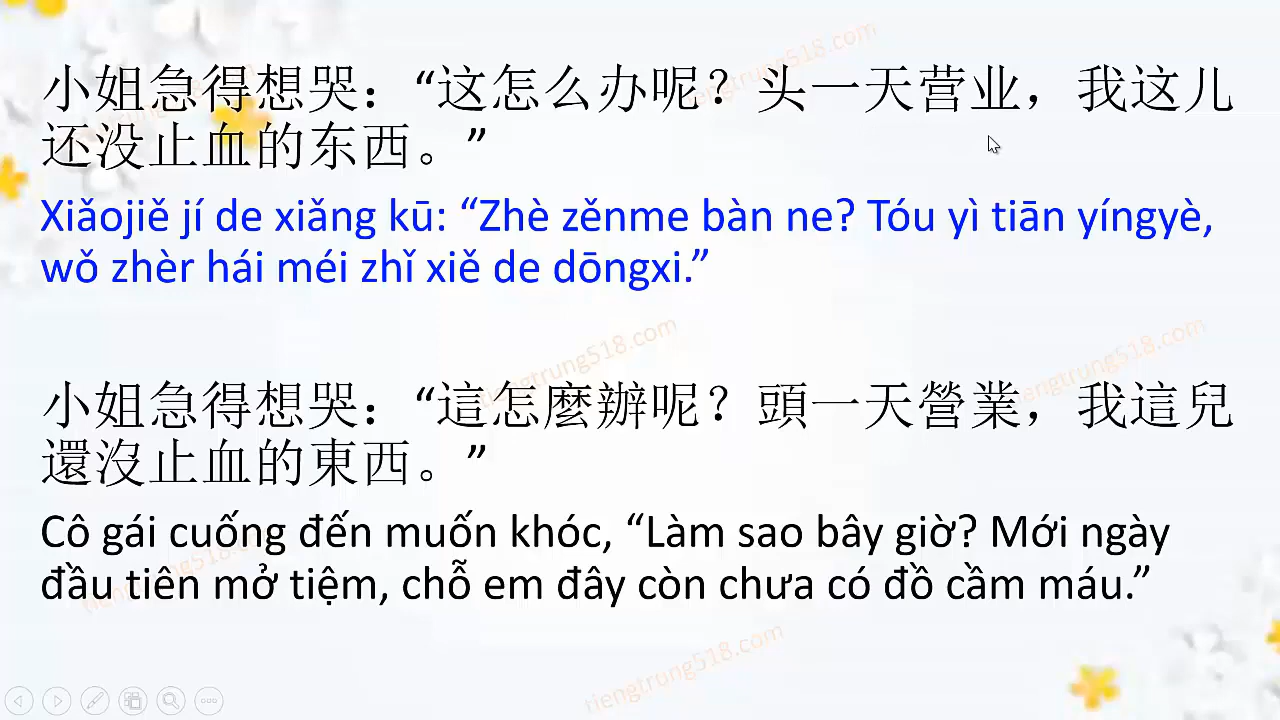 小姐急得想哭：“这怎么办呢？头一天营业，我这儿
还没止血的东西。”
Xiǎojiě jí de xiǎng kū: “Zhè zěnme bàn ne? Tóu yì tiān yíngyè,
wǒ zhèr hái méi zhǐ xiě de dōngxi.”
小姐急得想哭：“這怎麼辦呢？頭一天營業，我這兒
還沒止血的東西。”
Cô gái cuống đến muốn khóc, “Làm sao bây giờ? Mới ngày
đầu tiên mở tiệm, chỗ em đây còn chưa có đồ cầm máu.”
riengtrung518.com